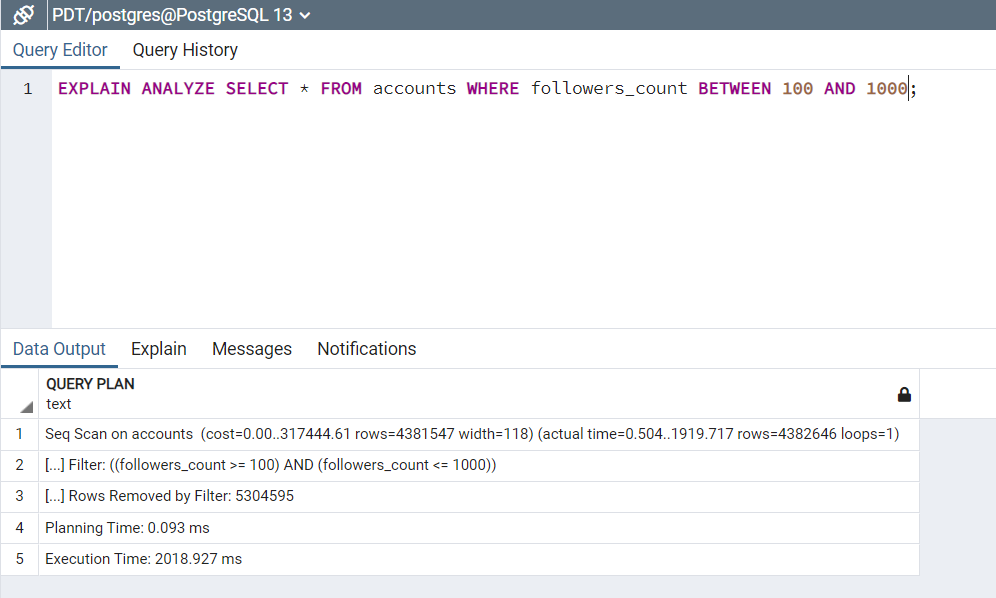 PDT/postgres@PostgreSQL 13
Query Editor Query History
1 EXPLAIN ANALYZE SELECT * FROM accounts WHERE followers_count BETWEEN 100 AND 1000;
Data Output Explain Messages Notifications
QUERY PLAN
text
1 Seq Scan on accounts (cost=0.00..317444.61 rows=4381547 width=118) (actual time=0.504..1919.717 rows=4382646 loops=1)
2 [...] Filter: ((followers_count >= 100) AND (followers_count <= 1000))
3 [...] Rows Removed by Filter: 5304595
4 Planning Time: 0.093 ms
5 Execution Time: 2018.927 ms